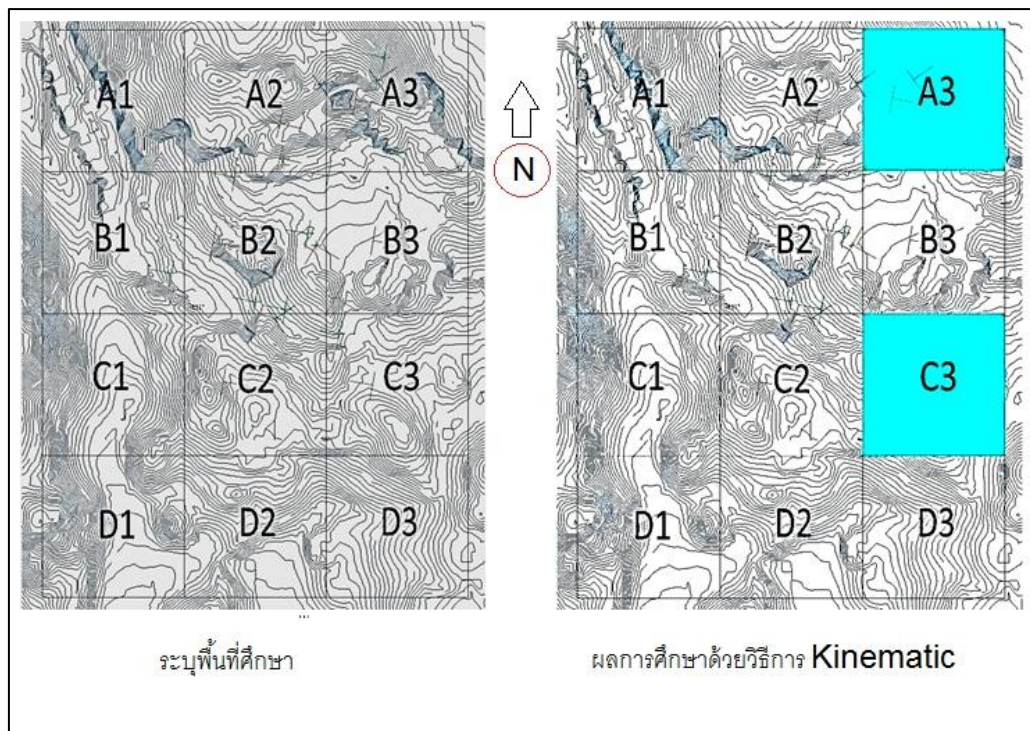 A1 A2 A3
B1 B2 B3
C1 C2 C3
D1 D2 D3
ระบุพื้นที่ศึกษา
N
A1 A2 A3
B1 B2 B3
C1 C2 C3
D1 D2 D3
ผลการศึกษาด้วยวิธีการ Kinematic